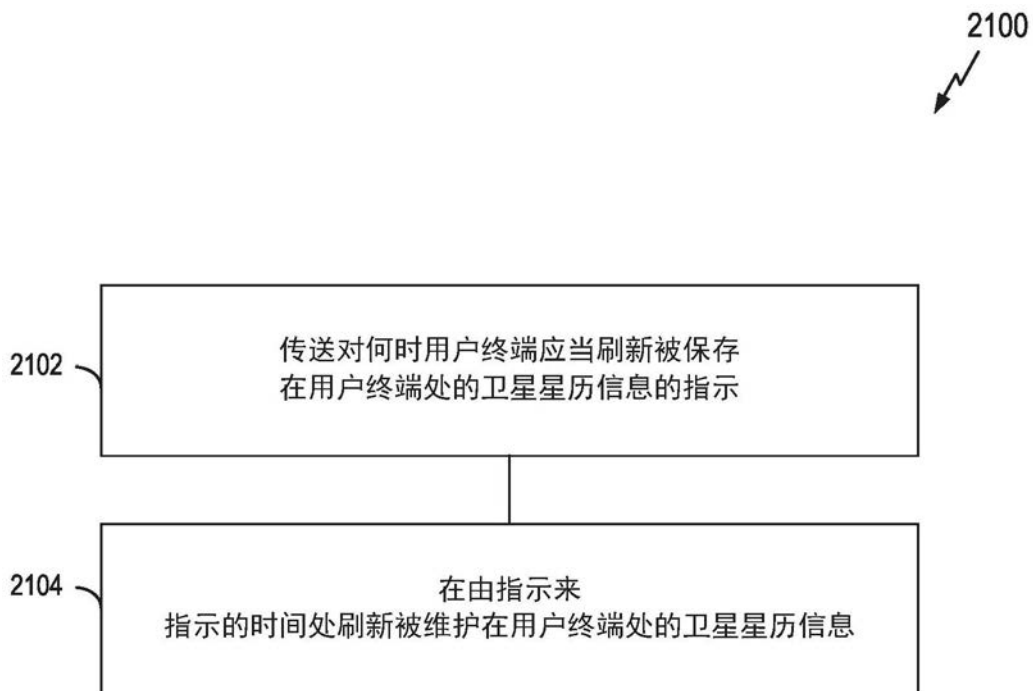 2100
2102
传送对何时用户终端应当刷新被保存
在用户终端处的卫星星历信息的指示
2104
在由指示来
指示的时间处刷新被维护在用户终端处的卫星星历信息